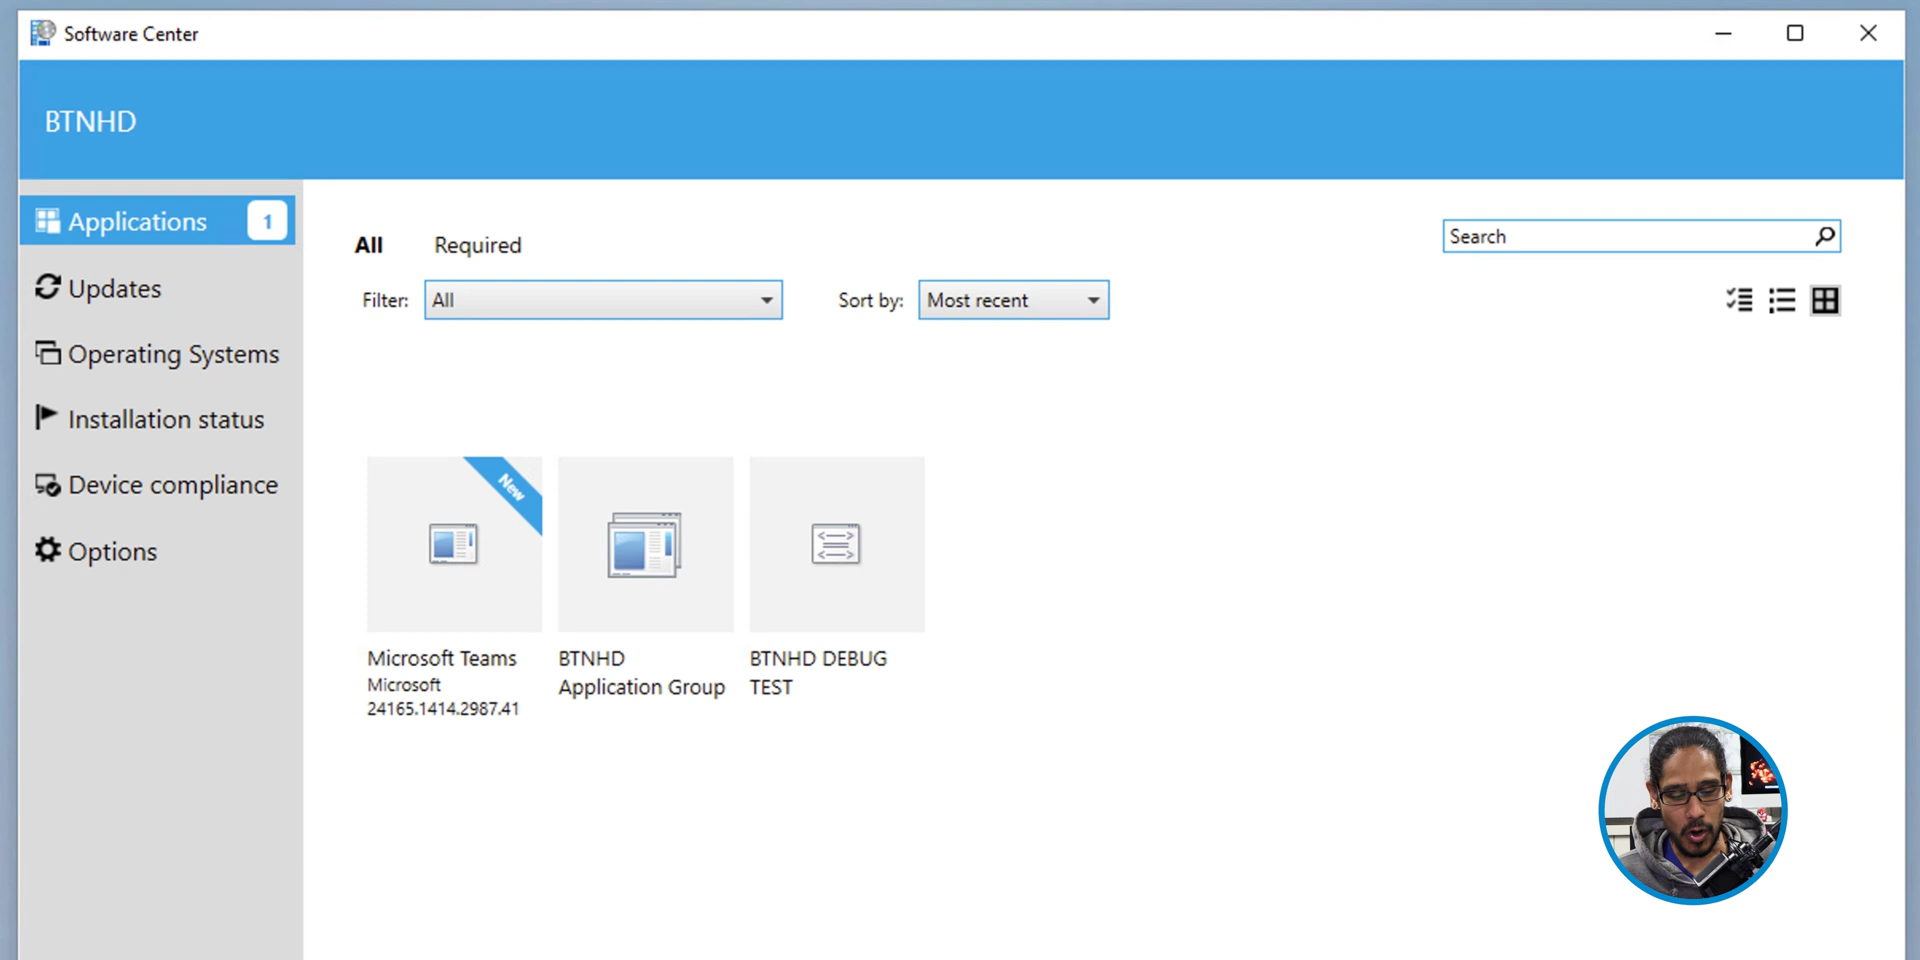 Software Center
BTNHD
Applications 1
Updates
Operating Systems
Installation status
Device compliance
Options
All Required
Search
Filter: All Sort by: Most recent
New
Microsoft Teams
Microsoft
24165.1414.2987.41
BTNHD
Application Group
BTNHD DEBUG
TEST